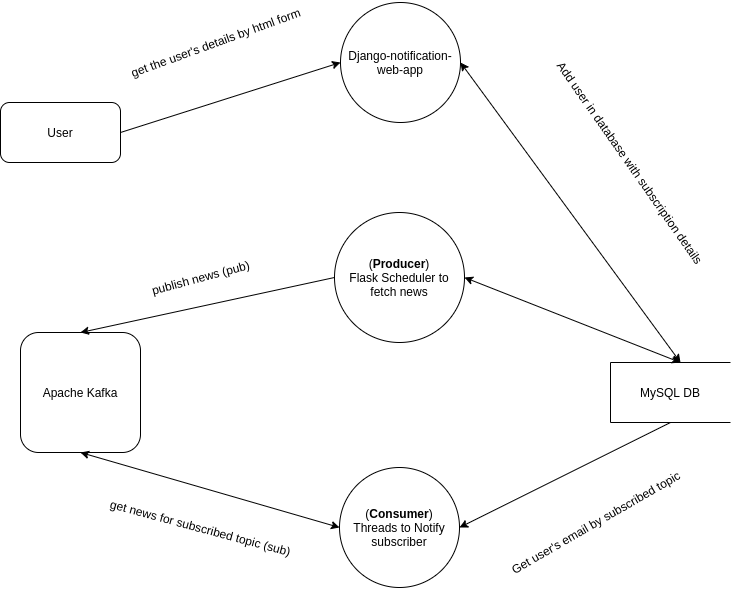 get the user's details by html form
Django-notification-
web-app
User
Add user in database with subscription details
(Producer)
Flask Scheduler to
fetch news
publish news (pub)
Apache Kafka
MySQL DB
(Consumer)
Threads to Notify
subscriber
get news for subscribed topic (sub)
Get user's email by subscribed topic